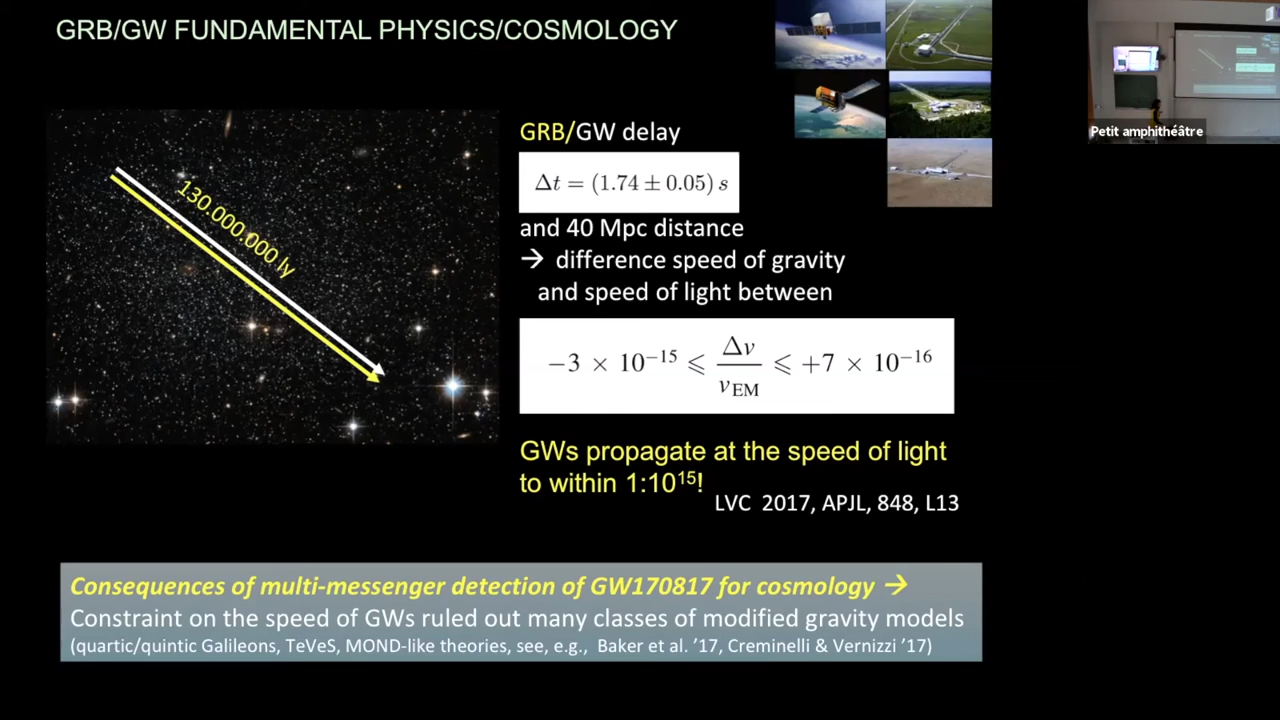 GRB/GW FUNDAMENTAL PHYSICS/COSMOLOGY
Petit amphithéâtre
130.000.000 ly
GRB/GW delay
Δt = (1.74 ± 0.05) s
and 40 Mpc distance
→ difference speed of gravity
and speed of light between
−3 × 10⁻¹⁵ ⩽ Δv/vEM ⩽ +7 × 10⁻¹⁶
GWs propagate at the speed of light
to within 1:10¹⁵!
LVC 2017, APJL, 848, L13
Consequences of multi-messenger detection of GW170817 for cosmology →
Constraint on the speed of GWs ruled out many classes of modified gravity models
(quartic/quintic Galileons, TeVeS, MOND-like theories, see, e.g., Baker et al. ’17, Creminelli & Vernizzi ’17)